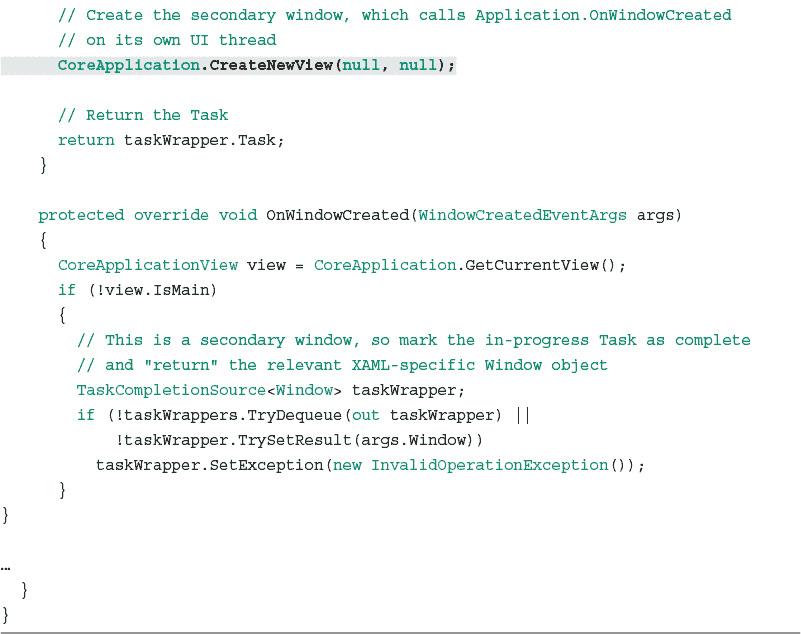 // Create the secondary window, which calls Application.OnWindowCreated
// on its own UI thread
CoreApplication.CreateNewView(null, null);
// Return the Task
return taskWrapper.Task;
}
protected override void OnWindowCreated(WindowCreatedEventArgs args)
{
CoreApplicationView view = CoreApplication.GetCurrentView();
if (!view.IsMain)
{
// This is a secondary window, so mark the in-progress Task as complete
// and "return" the relevant XAML-specific Window object
TaskCompletionSource<Window> taskWrapper;
if (!taskWrappers.TryDequeue(out taskWrapper) ||
!taskWrapper.TrySetResult(args.Window))
taskWrapper.SetException(new InvalidOperationException());
}
}
…
}
}